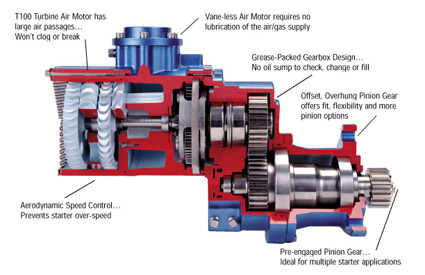 T100 Turbine Air Motor has
large air passages...
Won't clog or break
Vane-less Air Motor requires no
lubrication of the air/gas supply
Grease-Packed Gearbox Design...
No oil sump to check, change or fill
Offset, Overhung Pinion Gear
offers fit, flexibility and more
pinion options
Aerodynamic Speed Control...
Prevents starter over-speed
Pre-engaged Pinion Gear...
Ideal for multiple starter applications